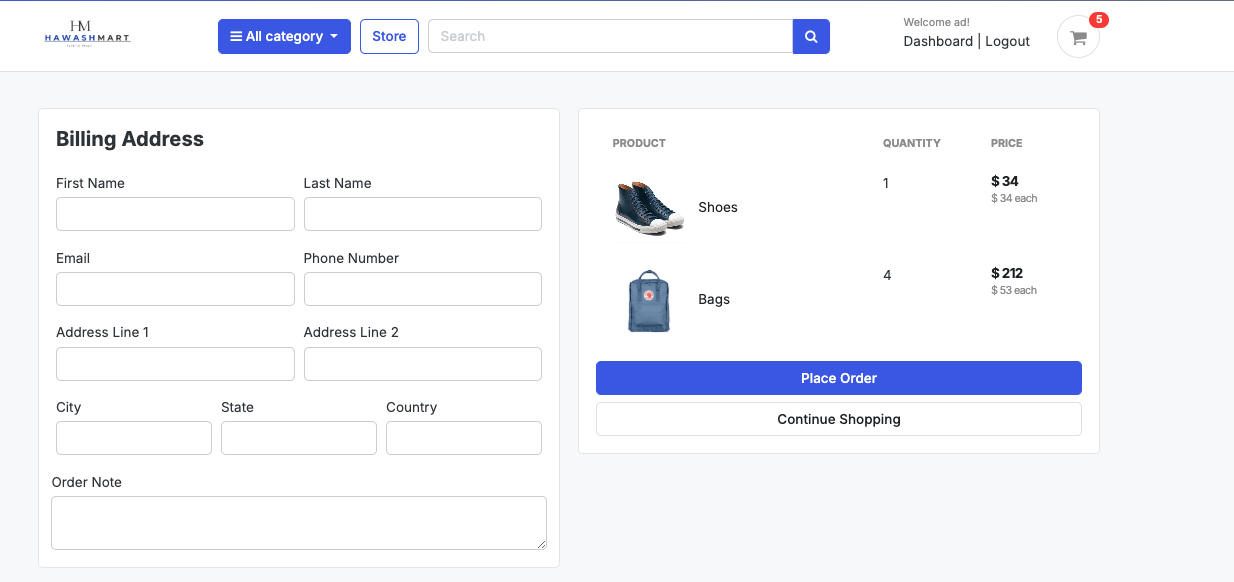 HM
HAWASHMART
All category
Store
Search
Welcome ad!
Dashboard | Logout
5
Billing Address
First Name
Last Name
Email
Phone Number
Address Line 1
Address Line 2
City
State
Country
Order Note
PRODUCT
QUANTITY
PRICE
Shoes
1
$ 34
$ 34 each
Bags
4
$ 212
$ 53 each
Place Order
Continue Shopping